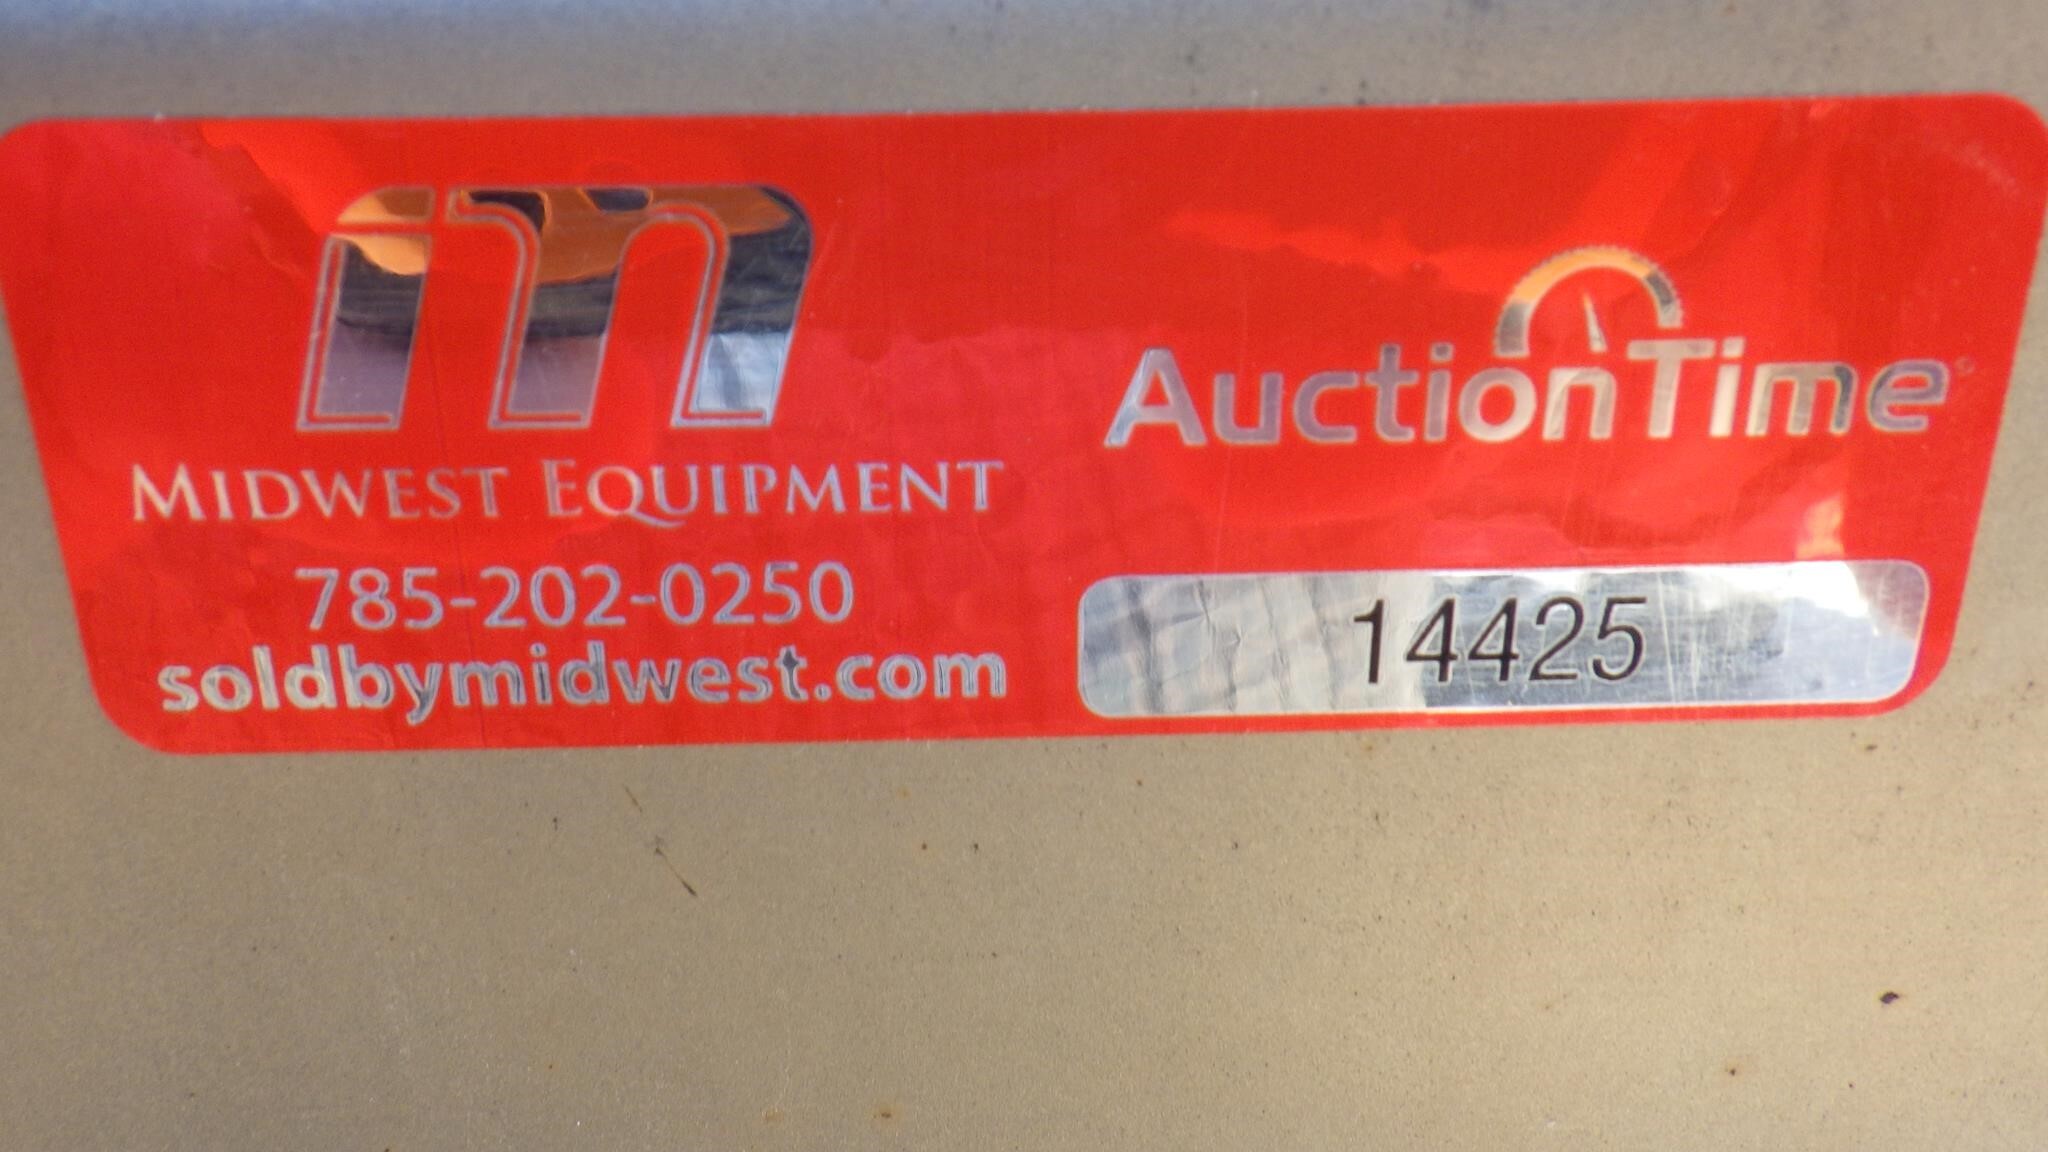 m
MIDWEST EQUIPMENT
785-202-0250
soldbymidwest.com
AuctionTime
14425